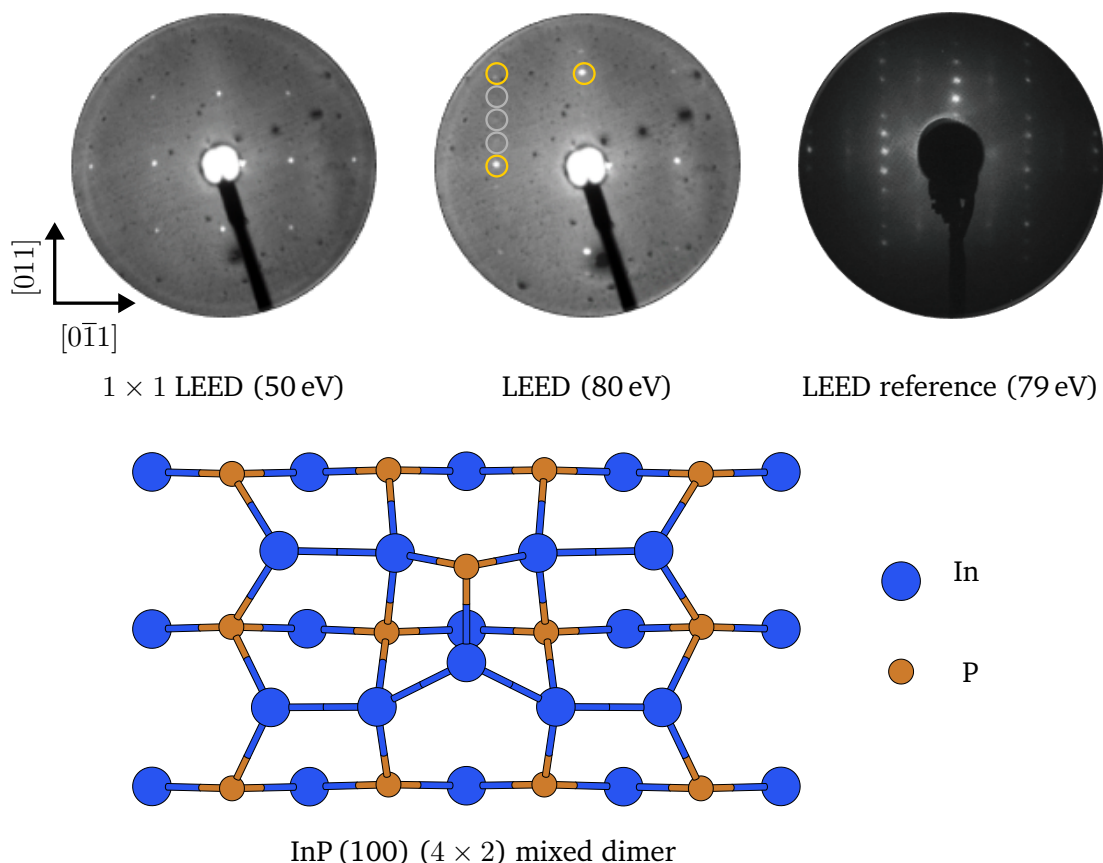 [011]
[01̅1]
1 × 1 LEED (50 eV)
LEED (80 eV)
LEED reference (79 eV)
In
P
InP (100) (4 × 2) mixed dimer